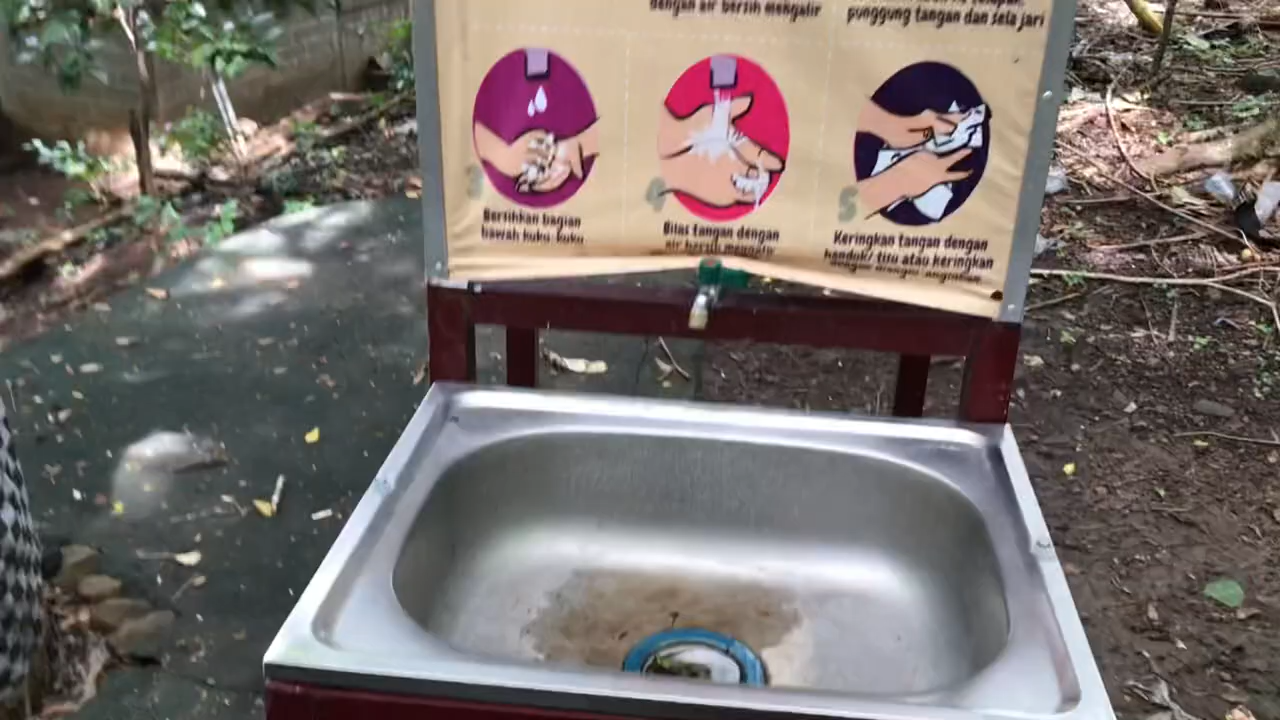 dengan air bersih mengalir
punggung tangan dan sela jari
3
Bersihkan bagian
bawah kuku-kuku
4
Bilas tangan dengan
air bersih mengalir
5
Keringkan tangan dengan
handuk/ tisu atau keringkan